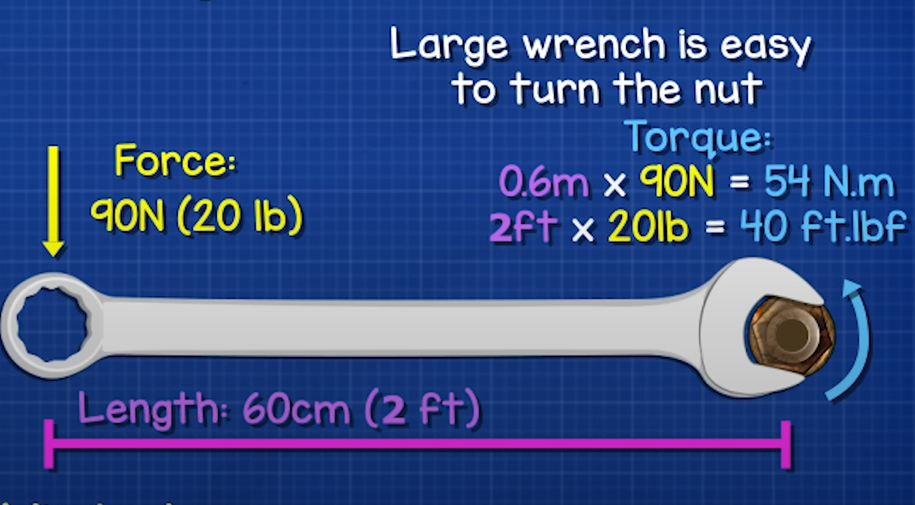 Large wrench is easy
to turn the nut
Torque:
0.6m x 90N = 54 N.m
2ft x 20lb = 40 ft.lbf
Force:
90N (20 lb)
Length: 60cm (2 ft)